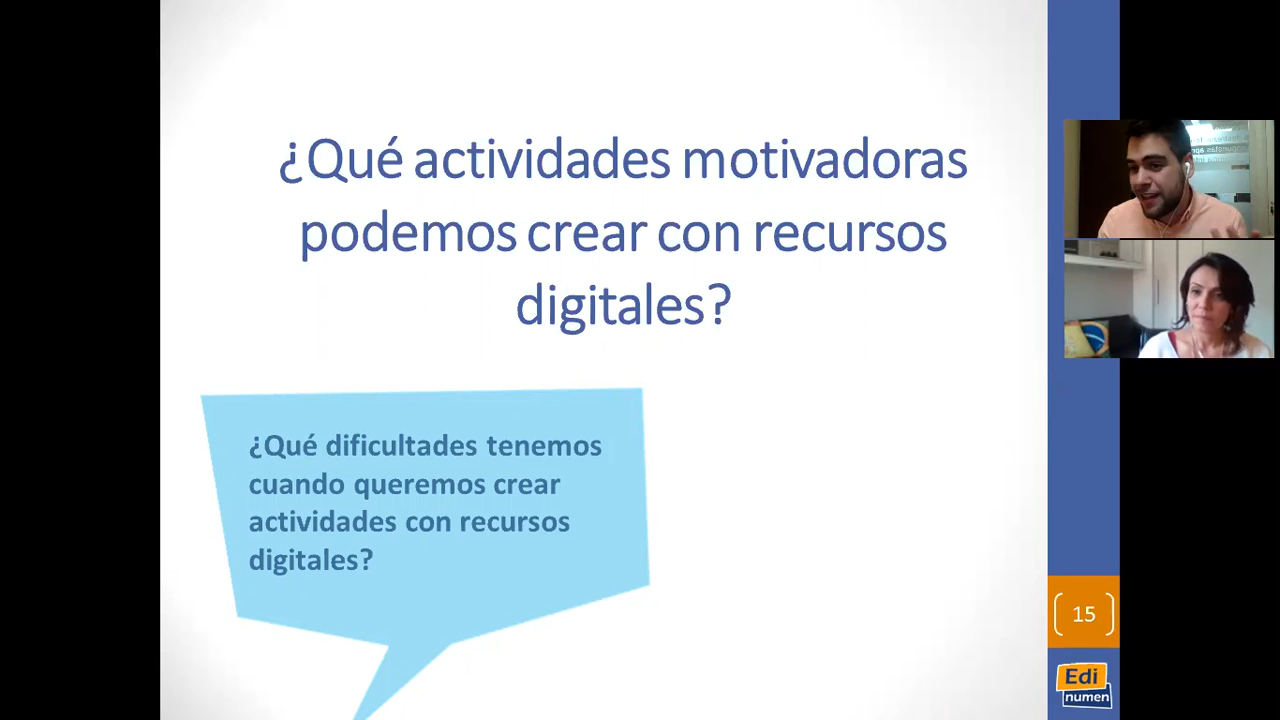 ¿Qué actividades motivadoras
podemos crear con recursos
digitales?
¿Qué dificultades tenemos
cuando queremos crear
actividades con recursos
digitales?
15
Edi
numen